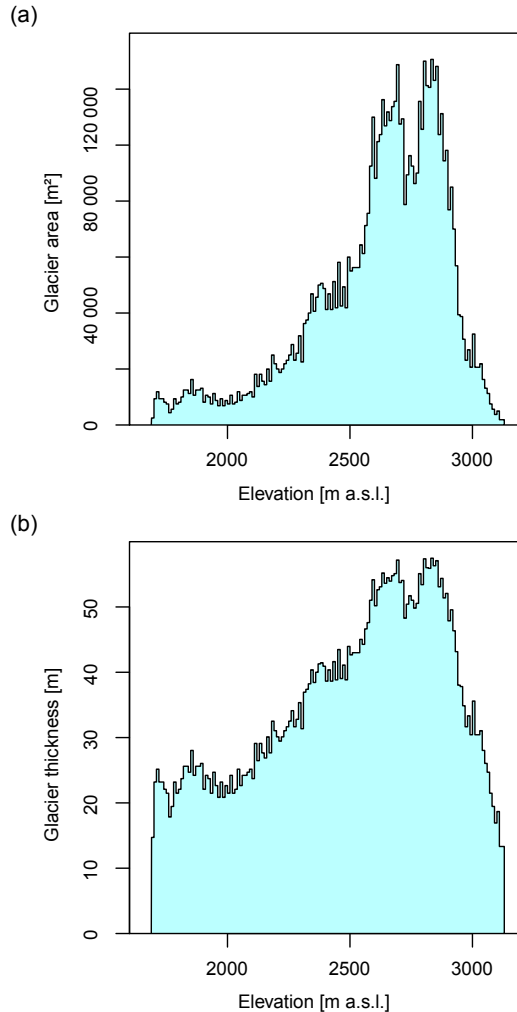 (a)
Glacier area [m²]
0
40 000
80 000
120 000
2000
2500
3000
Elevation [m a.s.l.]
(b)
Glacier thickness [m]
0
10
20
30
40
50
2000
2500
3000
Elevation [m a.s.l.]